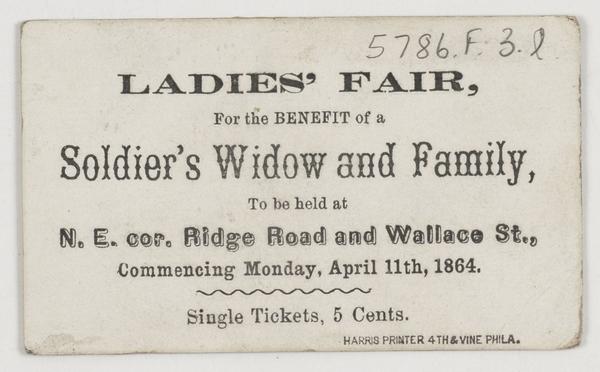 5786.F.3.l
LADIES' FAIR,
For the BENEFIT of a
Soldier's Widow and Family,
To be held at
N. E. cor. Ridge Road and Wallace St.,
Commencing Monday, April 11th, 1864.
Single Tickets, 5 Cents.
HARRIS PRINTER 4TH & VINE PHILA.